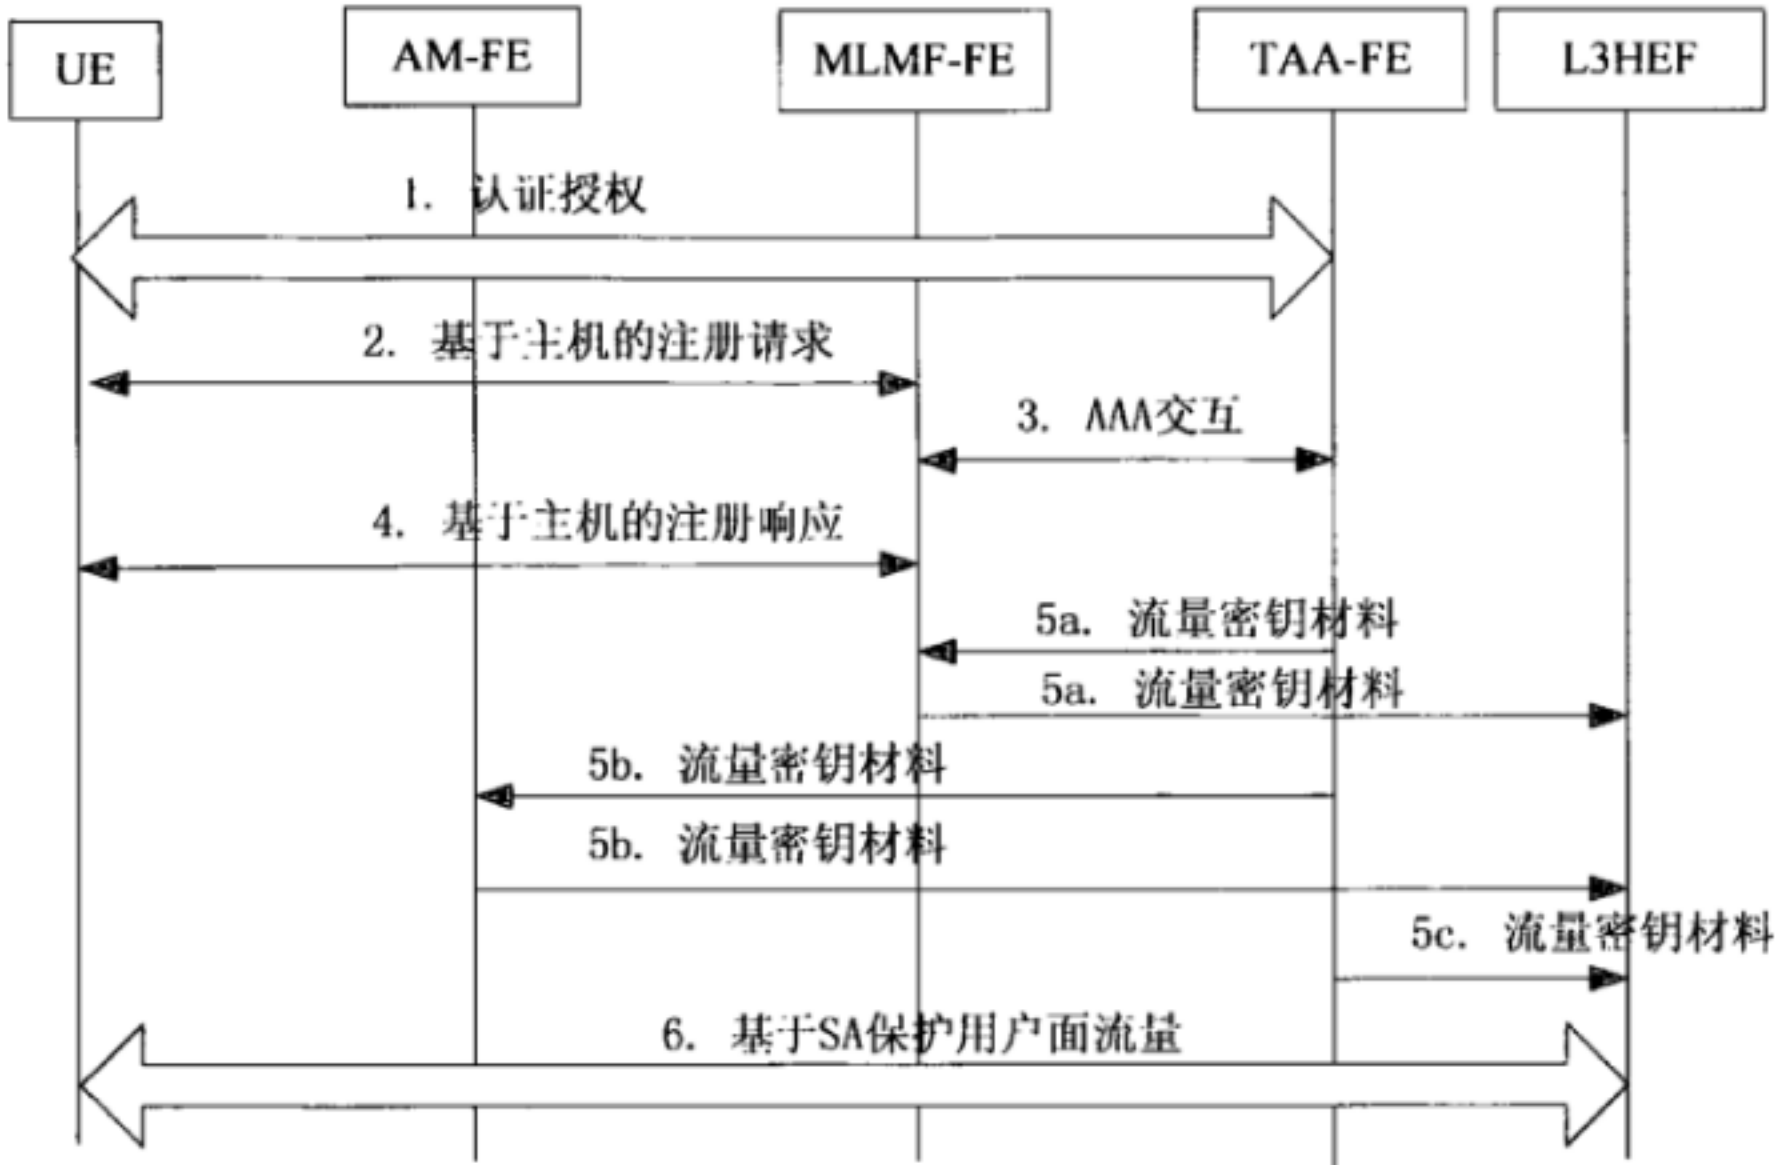 UE
AM-FE
MLMF-FE
TAA-FE
L3HEF
1. 认证授权
2. 基于主机的注册请求
3. AAA交互
4. 基于主机的注册响应
5a. 流量密钥材料
5a. 流量密钥材料
5b. 流量密钥材料
5b. 流量密钥材料
5c. 流量密钥材料
6. 基于SA保护用户面流量